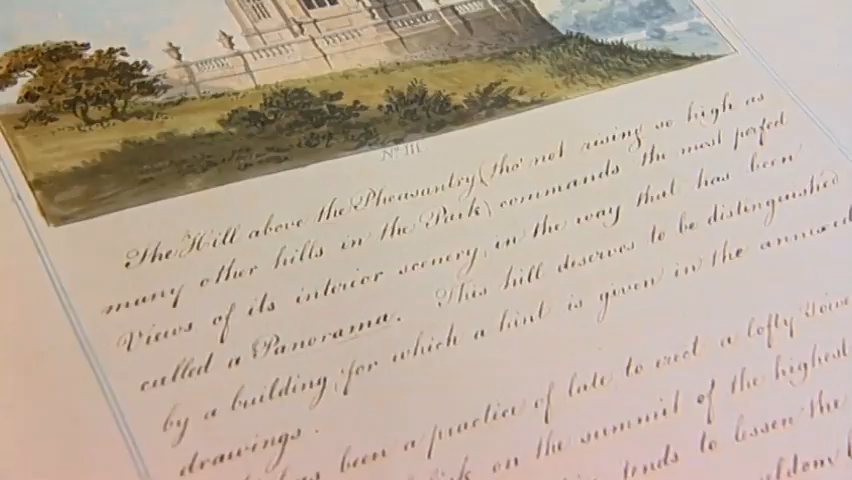 No. III
The Hill above the Pheasantry (tho' not rising so high as
many other hills in the Park) commands the most perfect
Views of its interior scenery, in the way that has been
called a Panorama. This hill deserves to be distinguished
by a building, for which a hint is given in the annexed
drawings.
been a practice of late to erect a lofty
on the summit of the highest
tends to lessen the